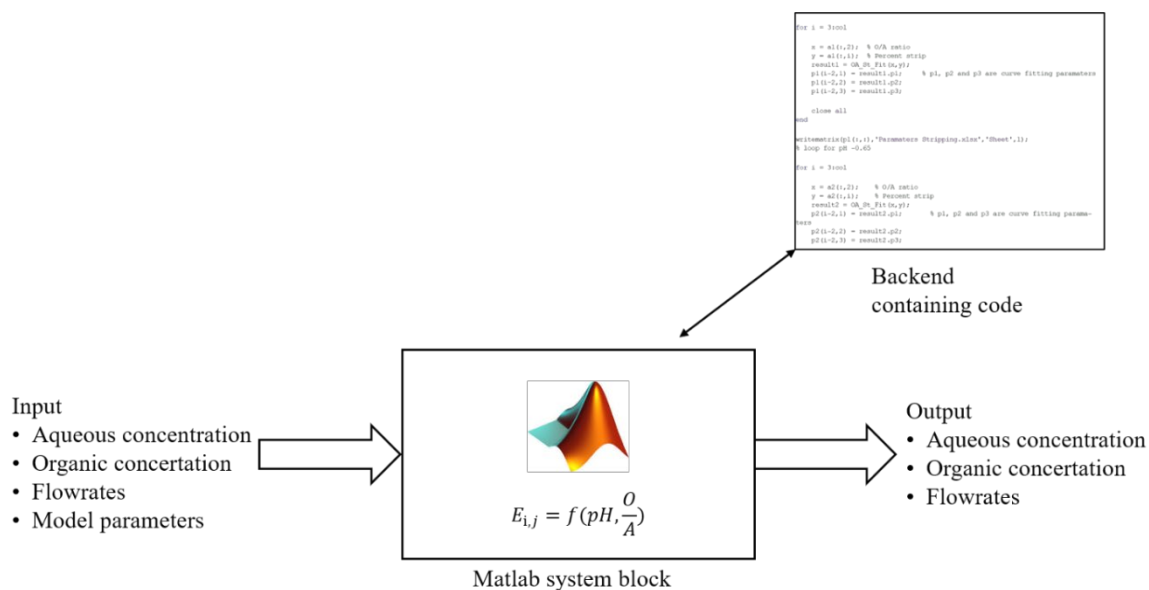 for i = 3:col
x = a1(:,2); % O/A ratio
y = a1(:,i); % Percent strip
result1 = OA_St_Fit(x,y);
p1(i-2,1) = result1.p1; % p1, p2 and p3 are curve fitting paramaters
p1(i-2,2) = result1.p2;
p1(i-2,3) = result1.p3;
close all
end
writematrix(p1(:,:),'Paramaters Stripping.xlsx','Sheet',1);
% loop for pH -0.65
for i = 3:col
x = a2(:,2); % O/A ratio
y = a2(:,i); % Percent strip
result2 = OA_St_Fit(x,y);
p2(i-2,1) = result2.p1; % p1, p2 and p3 are curve fitting parama-
ters
p2(i-2,2) = result2.p2;
p2(i-2,3) = result2.p3;
Backend
containing code
Input
• Aqueous concentration
• Organic concertation
• Flowrates
• Model parameters
E_{i,j} = f(pH, O/A)
Matlab system block
Output
• Aqueous concentration
• Organic concertation
• Flowrates